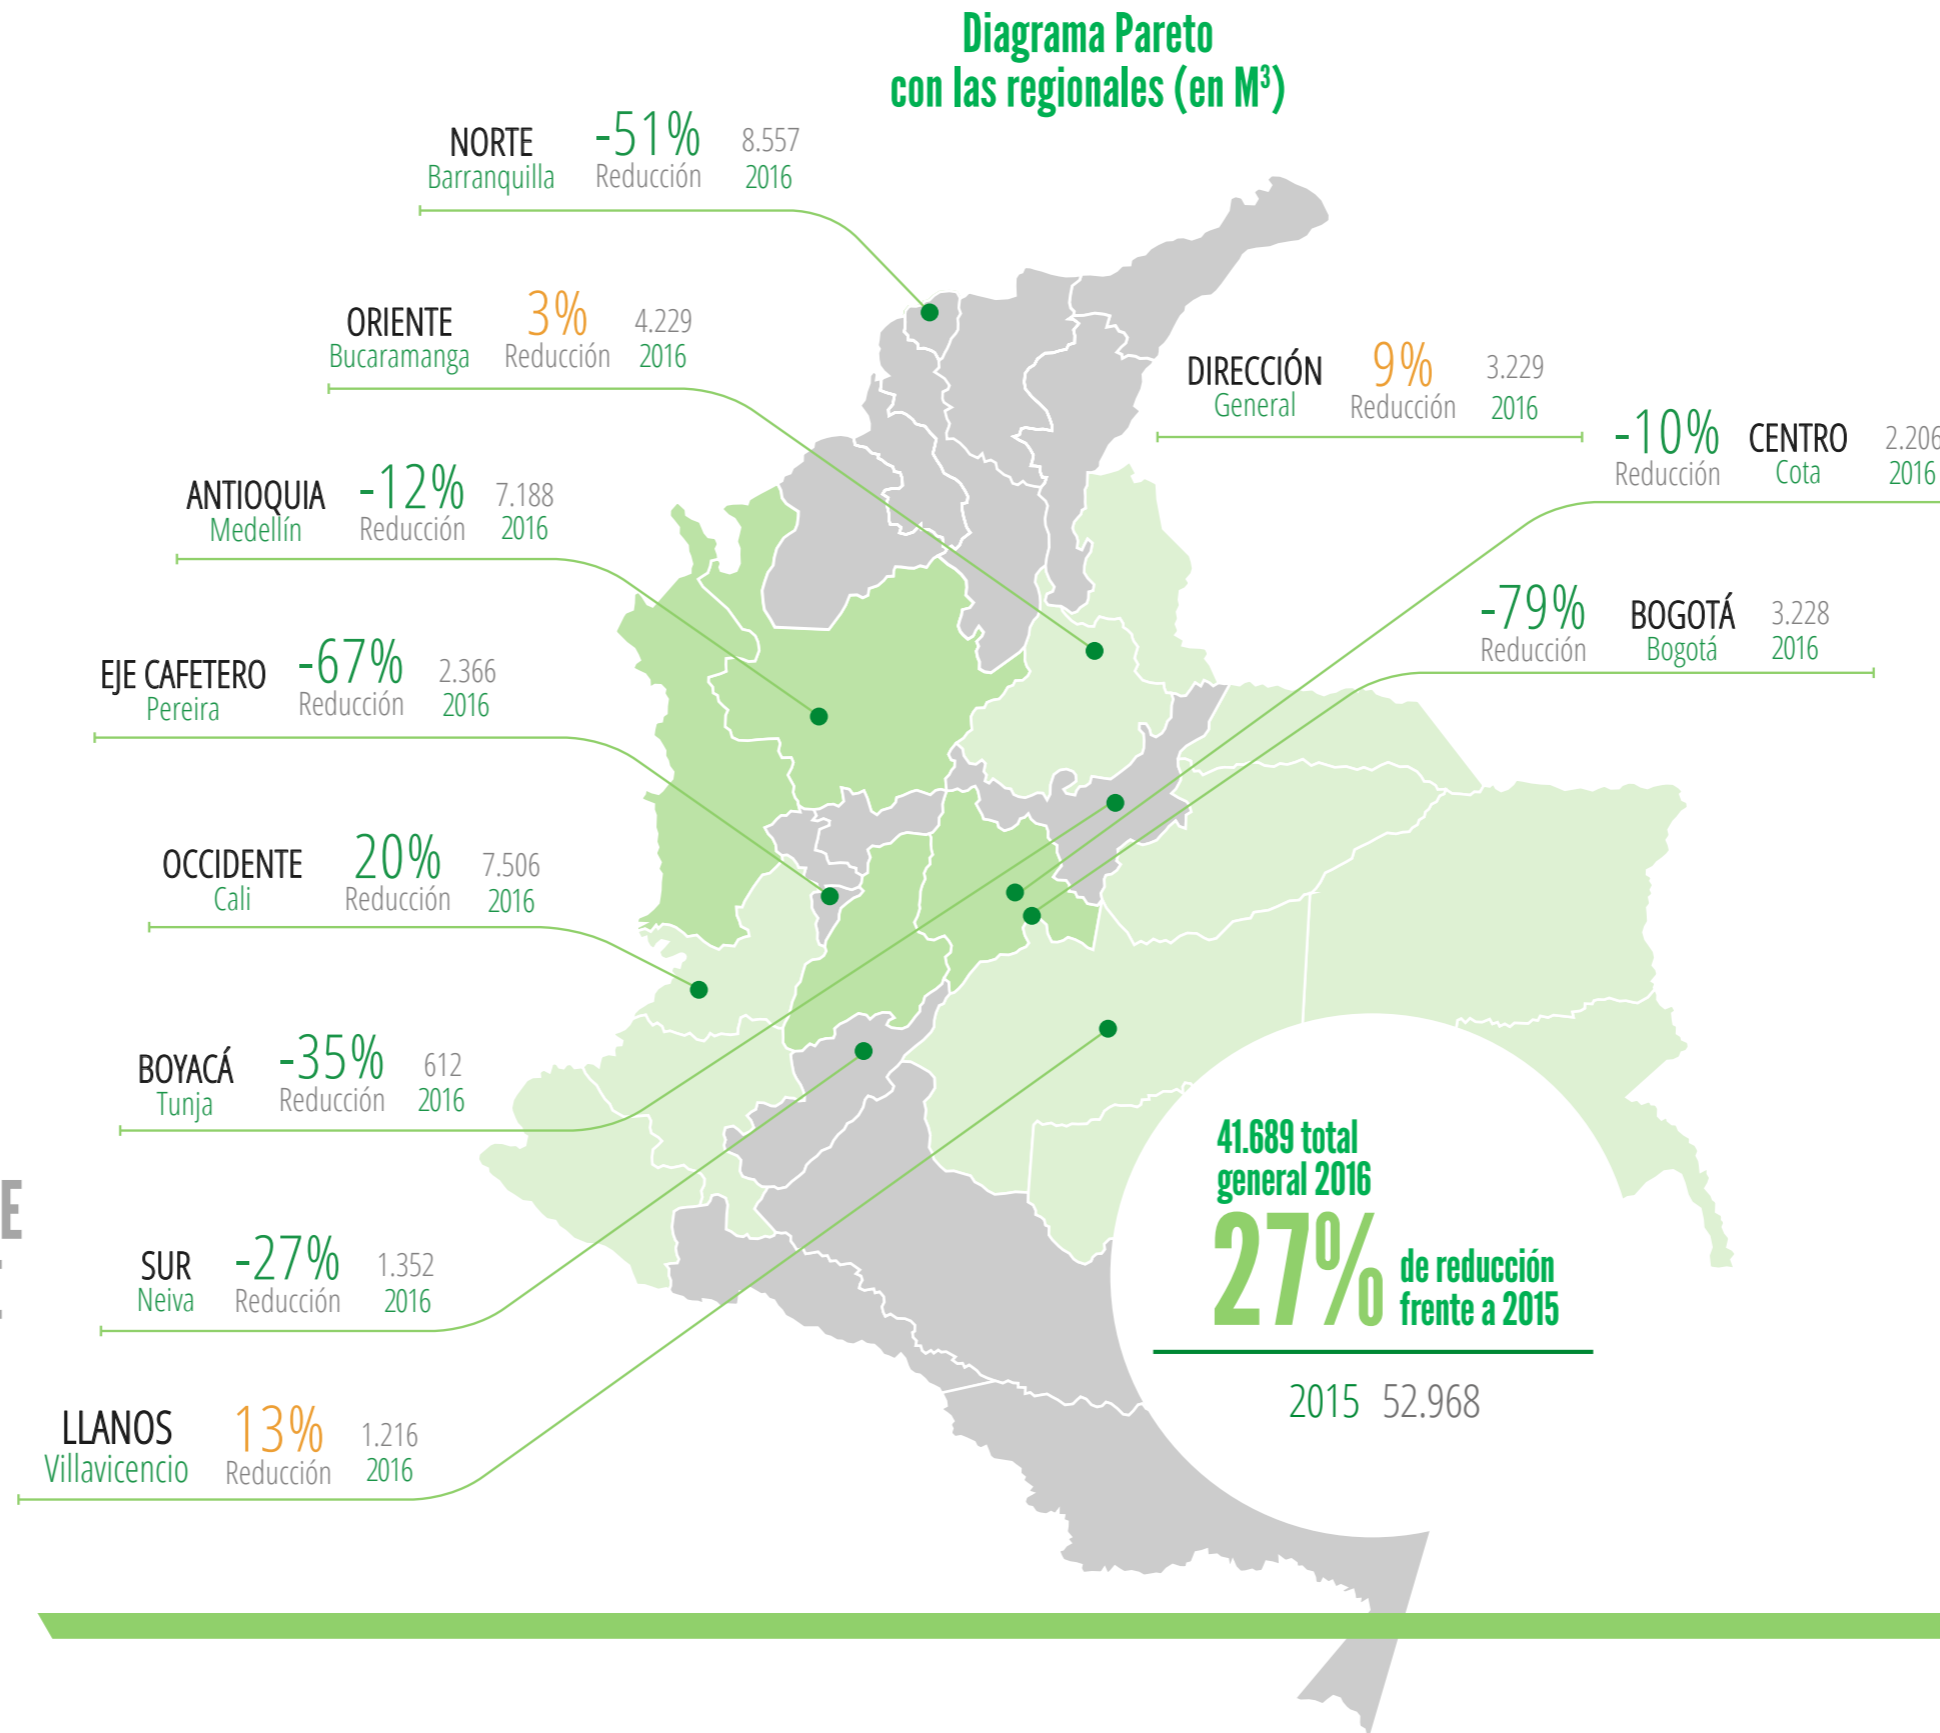 Diagrama Pareto
con las regionales (en M³)
NORTE
Barranquilla
-51%
Reducción
8.557
2016
ORIENTE
Bucaramanga
3%
Reducción
4.229
2016
DIRECCIÓN
General
9%
Reducción
3.229
2016
-10%
Reducción
CENTRO
Cota
2.206
2016
ANTIOQUIA
Medellín
-12%
Reducción
7.188
2016
-79%
Reducción
BOGOTÁ
Bogotá
3.228
2016
EJE CAFETERO
Pereira
-67%
Reducción
2.366
2016
OCCIDENTE
Cali
20%
Reducción
7.506
2016
BOYACÁ
Tunja
-35%
Reducción
612
2016
SUR
Neiva
-27%
Reducción
1.352
2016
LLANOS
Villavicencio
13%
Reducción
1.216
2016
41.689 total
general 2016
27%
de reducción
frente a 2015
2015 52.968
E